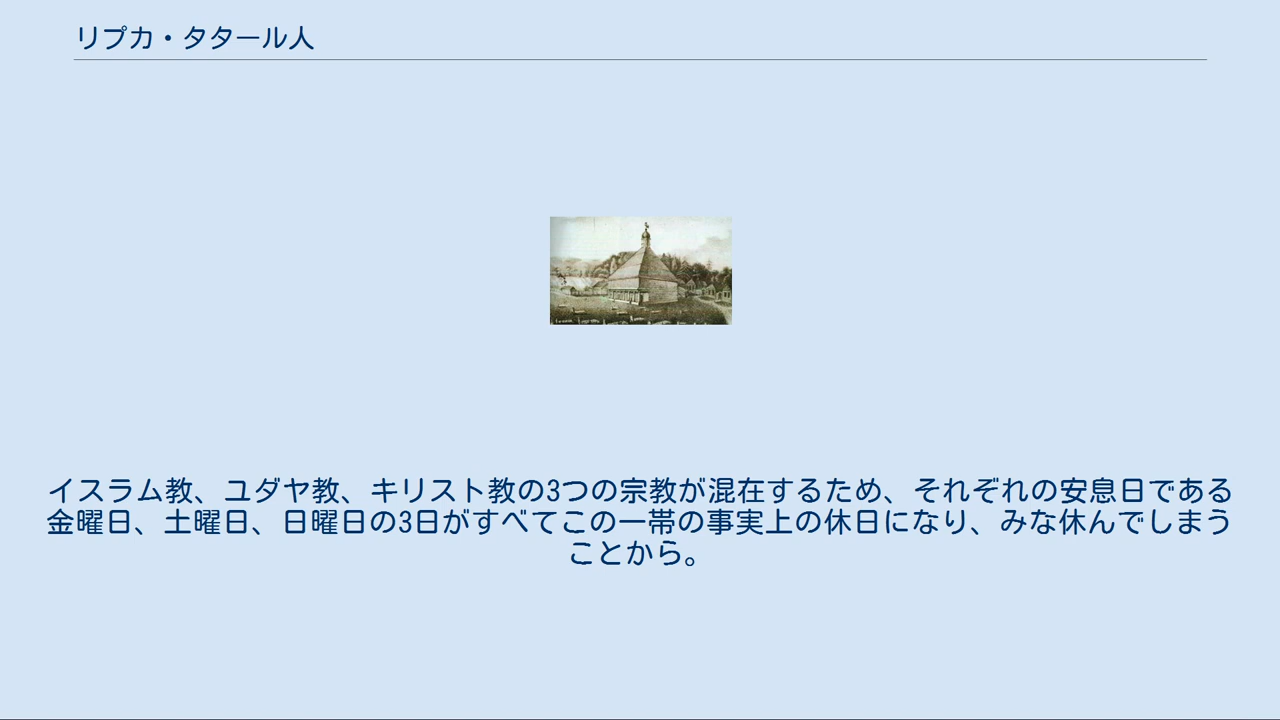 リプカ・タタール人
イスラム教、ユダヤ教、キリスト教の3つの宗教が混在するため、それぞれの安息日である
金曜日、土曜日、日曜日の3日がすべてこの一帯の事実上の休日になり、みな休んでしまう
ことから。